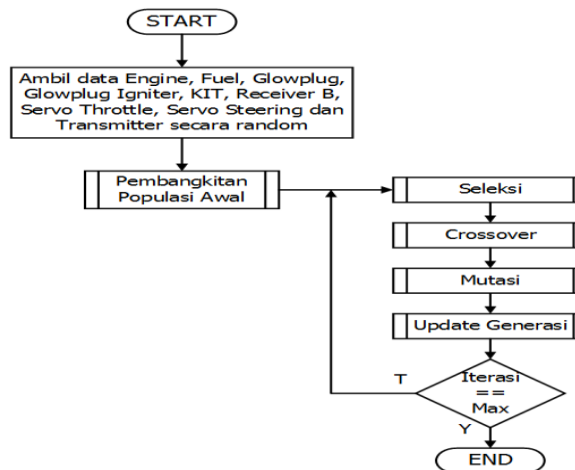 START
Ambil data Engine, Fuel, Glowplug,
Glowplug Igniter, KIT, Receiver B,
Servo Throttle, Servo Steering dan
Transmitter secara random
Pembangkitan
Populasi Awal
Seleksi
Crossover
Mutasi
Update Generasi
Iterasi
==
Max
T
Y
END